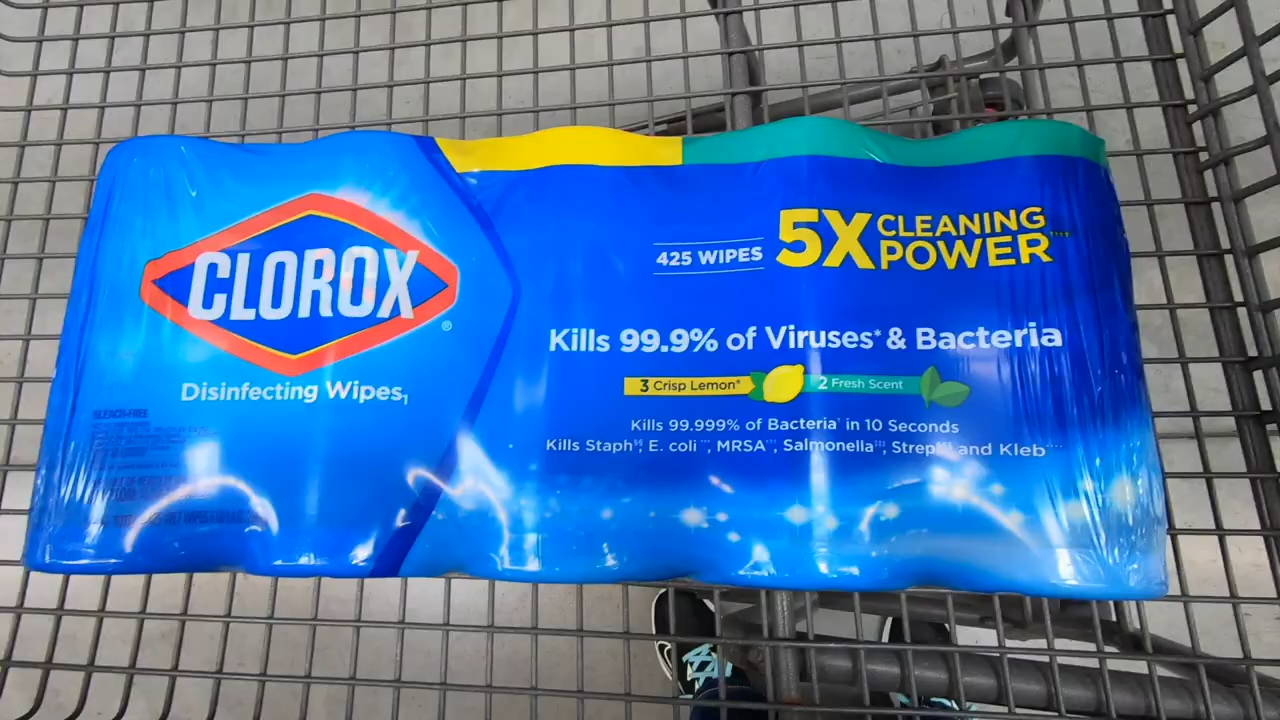 CLOROX®
Disinfecting Wipes
BLEACH-FREE
425 WIPES
5X CLEANING
POWER
Kills 99.9% of Viruses* & Bacteria
3 Crisp Lemon® 2 Fresh Scent
Kills 99.999% of Bacteria in 10 Seconds
Kills Staph, E. coli, MRSA, Salmonella, Strep and Kleb